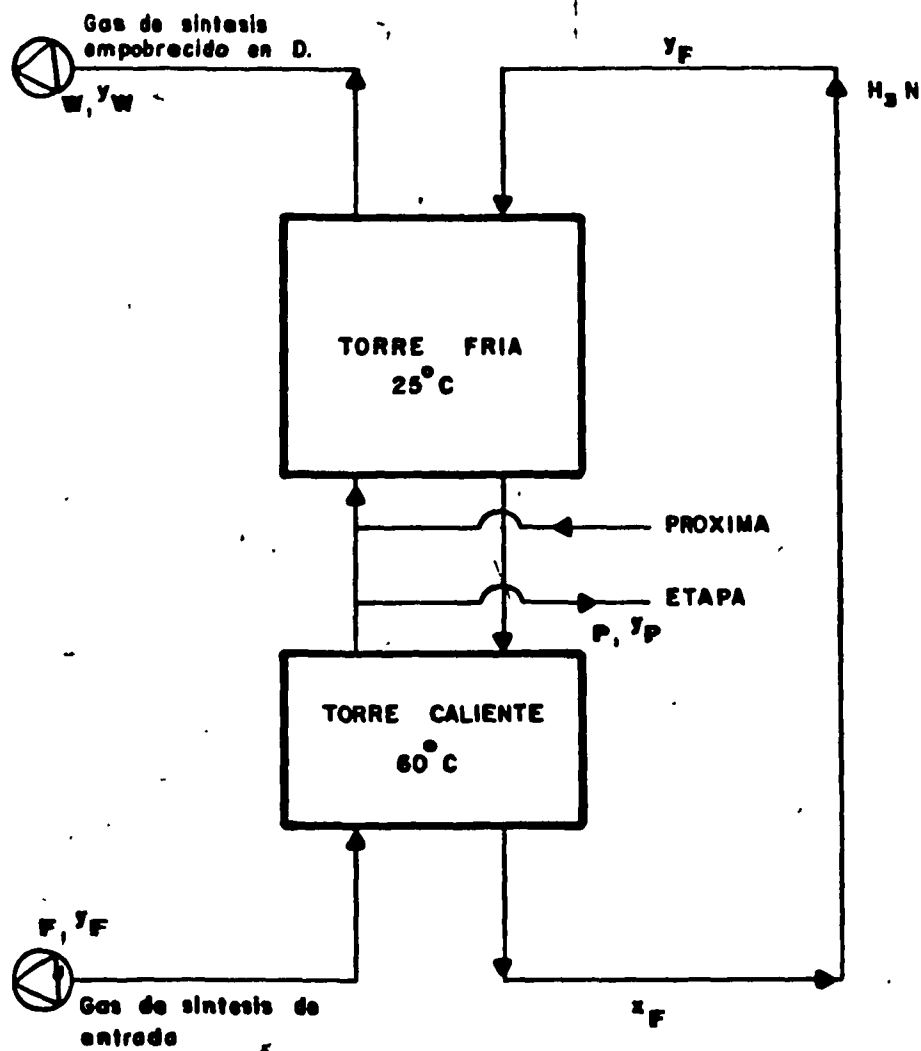 Gas de sintesis
empobrecido en D.
W, yW
yF
H3N
TORRE FRIA
25°C
PROXIMA
ETAPA
P, yP
TORRE CALIENTE
60°C
F, yF
Gas de sintesis de
entrada
xF